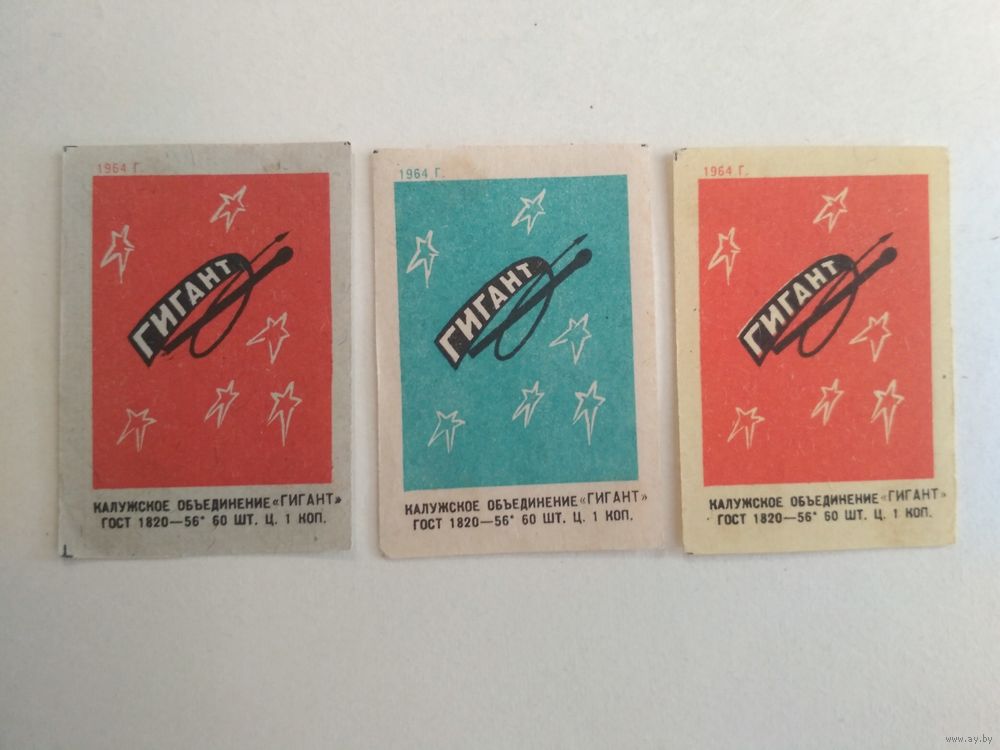 1964 Г.
ГИГАНТ
КАЛУЖСКОЕ ОБЪЕДИНЕНИЕ «ГИГАНТ»
ГОСТ 1820—56* 60 ШТ. Ц. 1 КОП.
1964 Г.
ГИГАНТ
КАЛУЖСКОЕ ОБЪЕДИНЕНИЕ «ГИГАНТ»
ГОСТ 1820—56* 60 ШТ. Ц. 1 КОП.
1964 Г.
ГИГАНТ
КАЛУЖСКОЕ ОБЪЕДИНЕНИЕ «ГИГАНТ»
ГОСТ 1820—56* 60 ШТ. Ц. 1 КОП.
www.ay.by